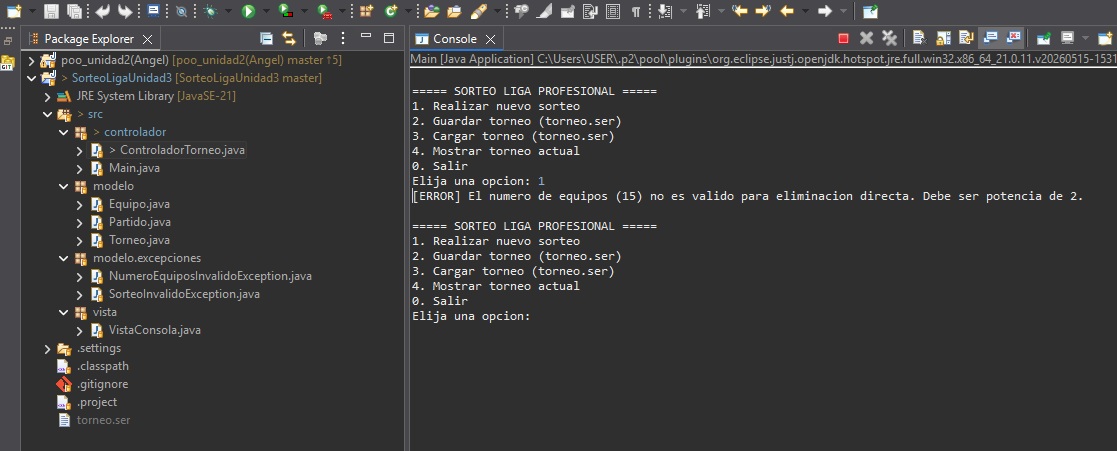 Package Explorer
poo_unidad2(Angel) [poo_unidad2(Angel) master ↑5]
> SorteoLigaUnidad3 [SorteoLigaUnidad3 master]
JRE System Library [JavaSE-21]
> src
> controlador
> ControladorTorneo.java
Main.java
modelo
Equipo.java
Partido.java
Torneo.java
modelo.excepciones
NumeroEquiposInvalidoException.java
SorteoInvalidoException.java
vista
VistaConsola.java
.settings
.classpath
.gitignore
.project
torneo.ser
GIT
Console
Main [Java Application] C:\Users\USER\.p2\pool\plugins\org.eclipse.justj.openjdk.hotspot.jre.full.win32.x86_64_21.0.11.v20260515-1531
===== SORTEO LIGA PROFESIONAL =====
1. Realizar nuevo sorteo
2. Guardar torneo (torneo.ser)
3. Cargar torneo (torneo.ser)
4. Mostrar torneo actual
0. Salir
Elija una opcion: 1
[ERROR] El numero de equipos (15) no es valido para eliminacion directa. Debe ser potencia de 2.
===== SORTEO LIGA PROFESIONAL =====
1. Realizar nuevo sorteo
2. Guardar torneo (torneo.ser)
3. Cargar torneo (torneo.ser)
4. Mostrar torneo actual
0. Salir
Elija una opcion: